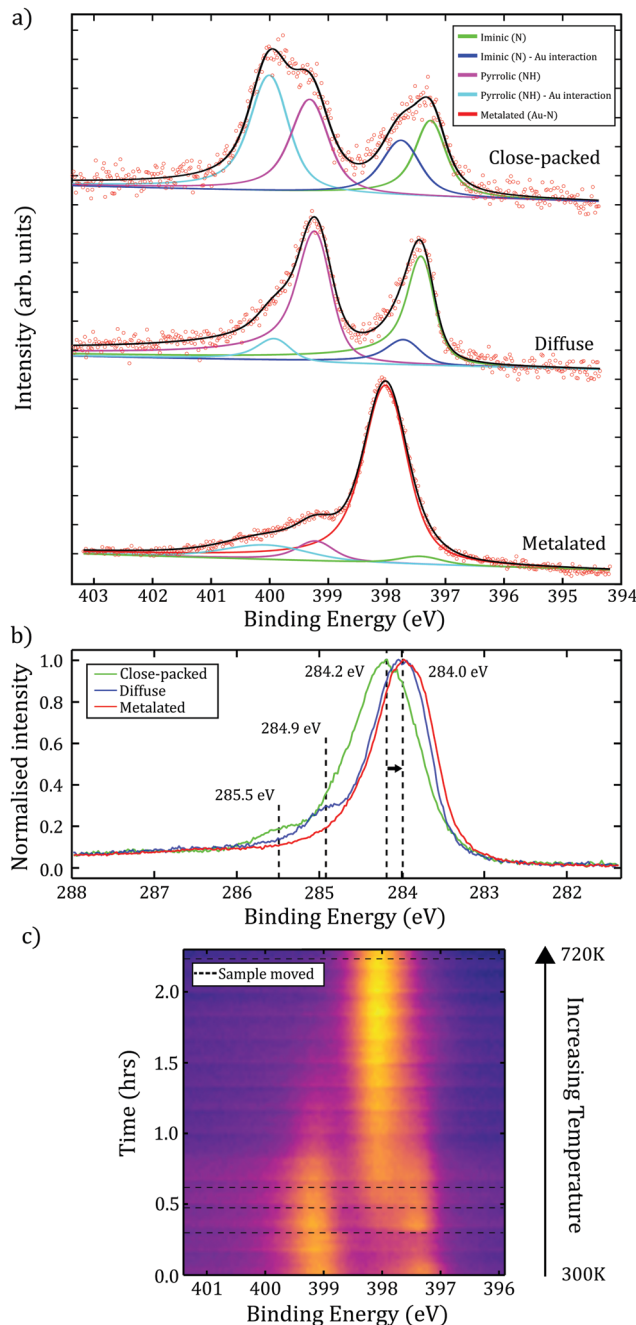 a)
Iminic (N)
Iminic (N) - Au interaction
Pyrrolic (NH)
Pyrrolic (NH) - Au interaction
Metalated (Au-N)
Close-packed
Diffuse
Metalated
Intensity (arb. units)
403 402 401 400 399 398 397 396 395 394
Binding Energy (eV)
b)
Close-packed
Diffuse
Metalated
284.2 eV
284.0 eV
284.9 eV
285.5 eV
Normalised intensity
1.0
0.8
0.6
0.4
0.2
0.0
288 287 286 285 284 283 282
Binding Energy (eV)
c)
Sample moved
720K
Increasing Temperature
300K
Time (hrs)
2.0
1.5
1.0
0.5
0.0
401 400 399 398 397 396
Binding Energy (eV)